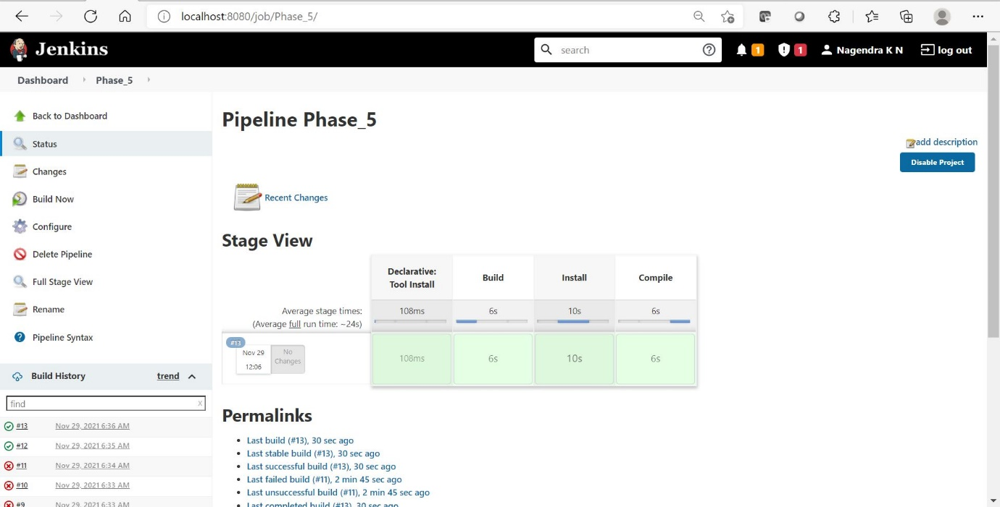 localhost:8080/job/Phase_5/
Jenkins
search
1
1
Nagendra K N
log out
Dashboard
Phase_5
Back to Dashboard
Status
Changes
Build Now
Configure
Delete Pipeline
Full Stage View
Rename
Pipeline Syntax
Build History
trend
find
x
#13 Nov 29, 2021 6:36 AM
#12 Nov 29, 2021 6:35 AM
#11 Nov 29, 2021 6:34 AM
#10 Nov 29, 2021 6:33 AM
#9 Nov 29, 2021 6:33 AM
Pipeline Phase_5
add description
Disable Project
Recent Changes
Stage View
Declarative:
Tool Install
Build
Install
Compile
Average stage times:
(Average full run time: ~24s)
108ms
6s
10s
6s
#13
Nov 29
12:06
No
Changes
108ms
6s
10s
6s
Permalinks
Last build (#13), 30 sec ago
Last stable build (#13), 30 sec ago
Last successful build (#13), 30 sec ago
Last failed build (#11), 2 min 45 sec ago
Last unsuccessful build (#11), 2 min 45 sec ago
Last completed build (#13), 30 sec ago